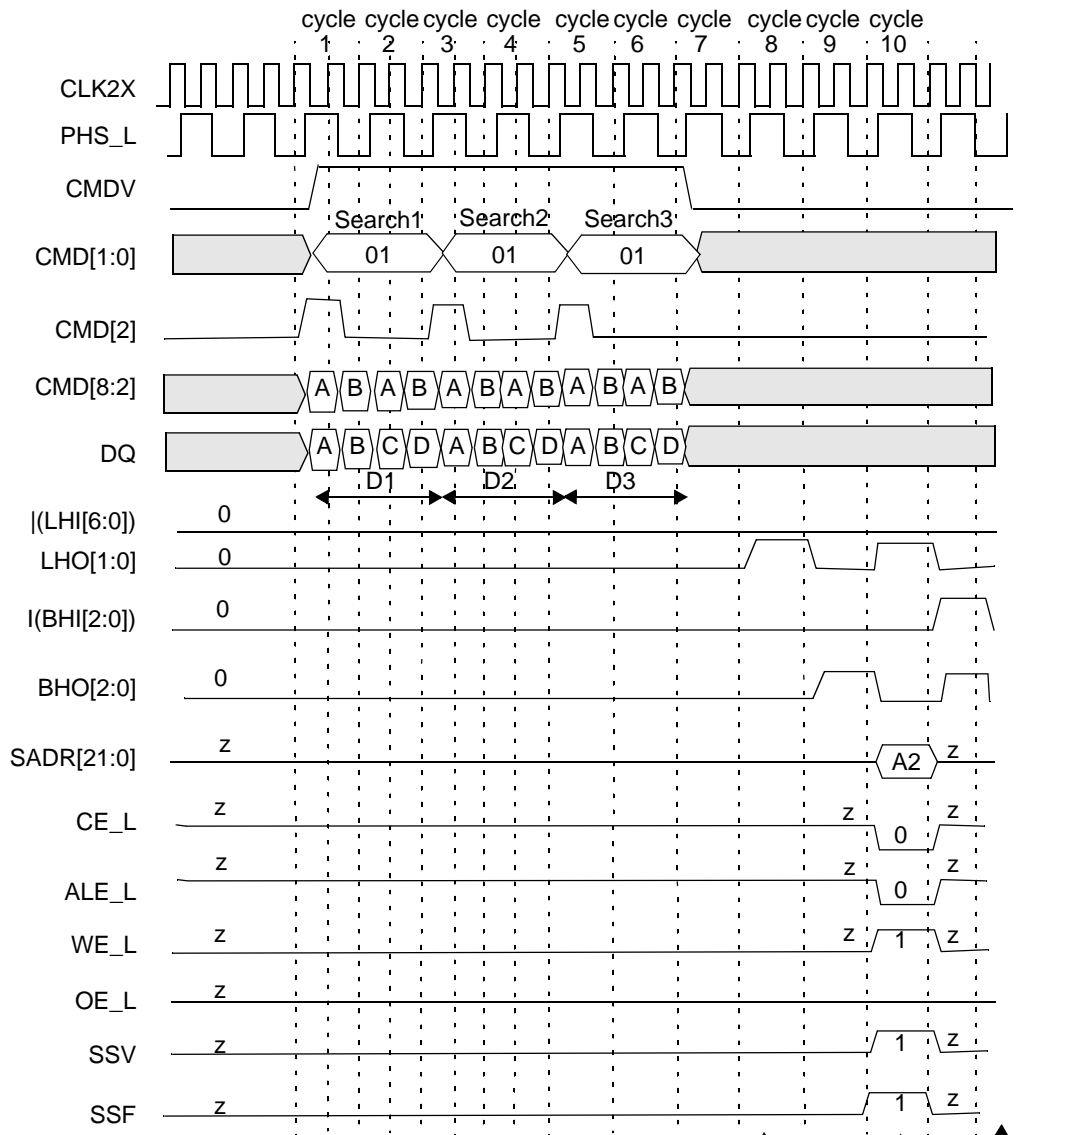 cycle cycle cycle cycle cycle cycle cycle cycle cycle cycle
1 2 3 4 5 6 7 8 9 10
CLK2X
PHS_L
CMDV
Search1 Search2 Search3
CMD[1:0] 01 01 01
CMD[2]
CMD[8:2] A B A B A B A B A B A B
DQ A B C D A B C D A B C D
D1 D2 D3
|(LHI[6:0]) 0
LHO[1:0] 0
I(BHI[2:0]) 0
BHO[2:0] 0
SADR[21:0] z A2 z
CE_L z z 0 z
ALE_L z z 0 z
WE_L z z 1 z
OE_L z
SSV z 1 z
SSF z 1 z